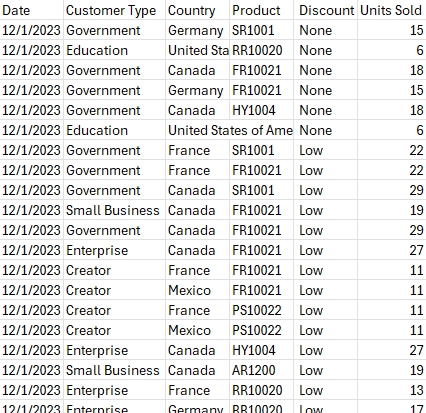 Date Customer Type Country Product Discount Units Sold
12/1/2023 Government Germany SR1001 None 15
12/1/2023 Education United Sta RR10020 None 6
12/1/2023 Government Canada FR10021 None 18
12/1/2023 Government Germany FR10021 None 15
12/1/2023 Government Canada HY1004 None 18
12/1/2023 Education United States of Ame None 6
12/1/2023 Government France SR1001 Low 22
12/1/2023 Government France FR10021 Low 22
12/1/2023 Government Canada SR1001 Low 29
12/1/2023 Small Business Canada FR10021 Low 19
12/1/2023 Government Canada FR10021 Low 29
12/1/2023 Enterprise Canada FR10021 Low 27
12/1/2023 Creator France FR10021 Low 11
12/1/2023 Creator Mexico FR10021 Low 11
12/1/2023 Creator France PS10022 Low 11
12/1/2023 Creator Mexico PS10022 Low 11
12/1/2023 Enterprise Canada HY1004 Low 27
12/1/2023 Small Business Canada AR1200 Low 19
12/1/2023 Enterprise France RR10020 Low 13
12/1/2023 Enterprise Germany RR10020 Low 17